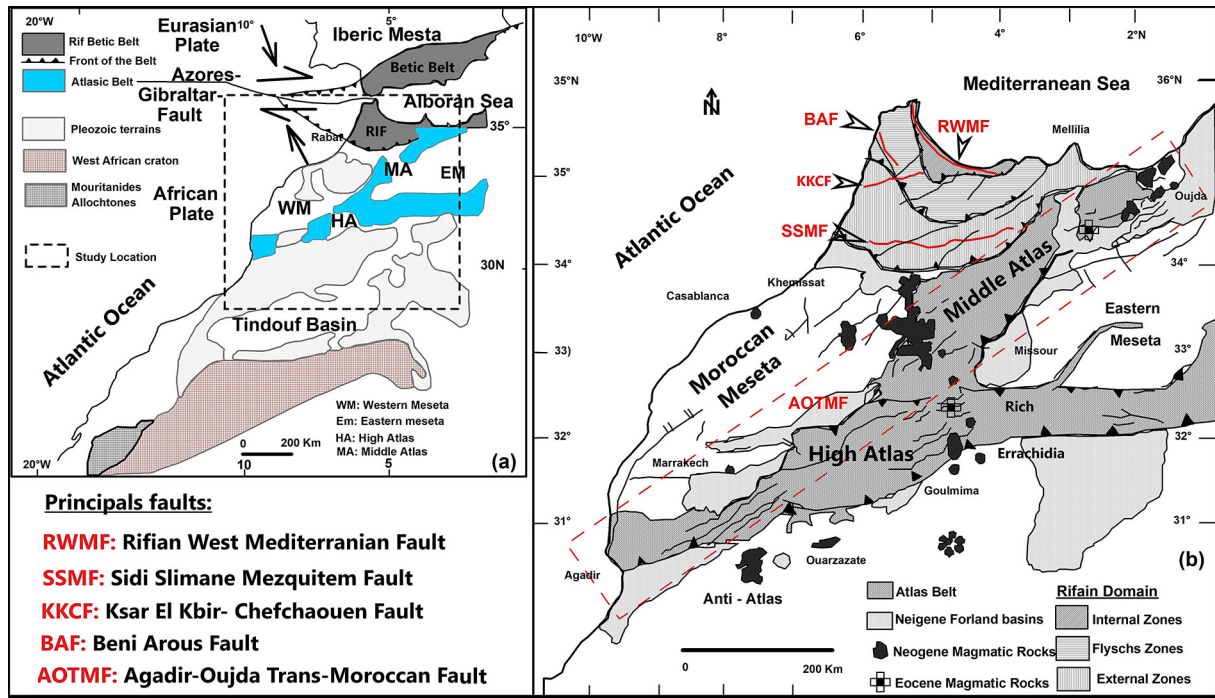 20W
10°
5°
Eurasian
Plate
Iberic Mesta
Rif Betic Belt
Front of the Belt
Betic Belt
Atlasic Belt
Azores-
Gibraltar-
Fault
Alboran Sea
35°
RIF
Rabat
Pleozoic terrains
MA
EM
West African craton
African
Plate
WM
HA
Mouritanides
Allochtones
Study Location
30N
Atlantic Ocean
Tindouf Basin
WM: Western Meseta
Em: Eastern meseta
HA: High Atlas
MA: Middle Atlas
0
200 Km
(a)
20°W
10
5
Principals faults:
RWMF: Rifian West Mediterranian Fault
SSMF: Sidi Slimane Mezquitem Fault
KKCF: Ksar El Kbir- Chefchaouen Fault
BAF: Beni Arous Fault
AOTMF: Agadir-Oujda Trans-Moroccan Fault
10°W
8°
6°
4°
2°N
35°N
36°N
Mediterranean Sea
N
BAF
RWMF
Mellilia
35°
KKCF
Oujda
Atlantic Ocean
SSMF
34°
34°
Khemissat
Casablanca
Middle Atlas
Eastern
Meseta
33°
33)
Missour
Moroccan
Meseta
AOTMF
Rich
32°
32°
High Atlas
Marrakech
Errachidia
Goulmima
31°
31°
Ouarzazate
Agadir
Anti - Atlas
(b)
Atlas Belt
Neigene Forland basins
Neogene Magmatic Rocks
Eocene Magmatic Rocks
Rifain Domain
Internal Zones
Flyschs Zones
External Zones
0
200 Km